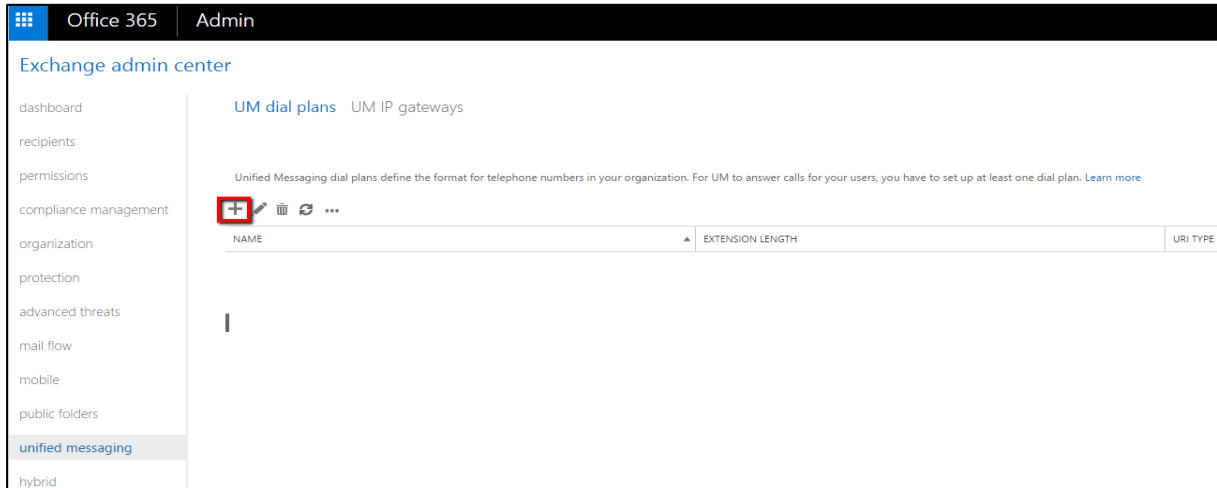 Office 365 Admin
Exchange admin center
dashboard
recipients
permissions
compliance management
organization
protection
advanced threats
mail flow
mobile
public folders
unified messaging
hybrid
UM dial plans UM IP gateways
Unified Messaging dial plans define the format for telephone numbers in your organization. For UM to answer calls for your users, you have to set up at least one dial plan. Learn more
NAME EXTENSION LENGTH URI TYPE